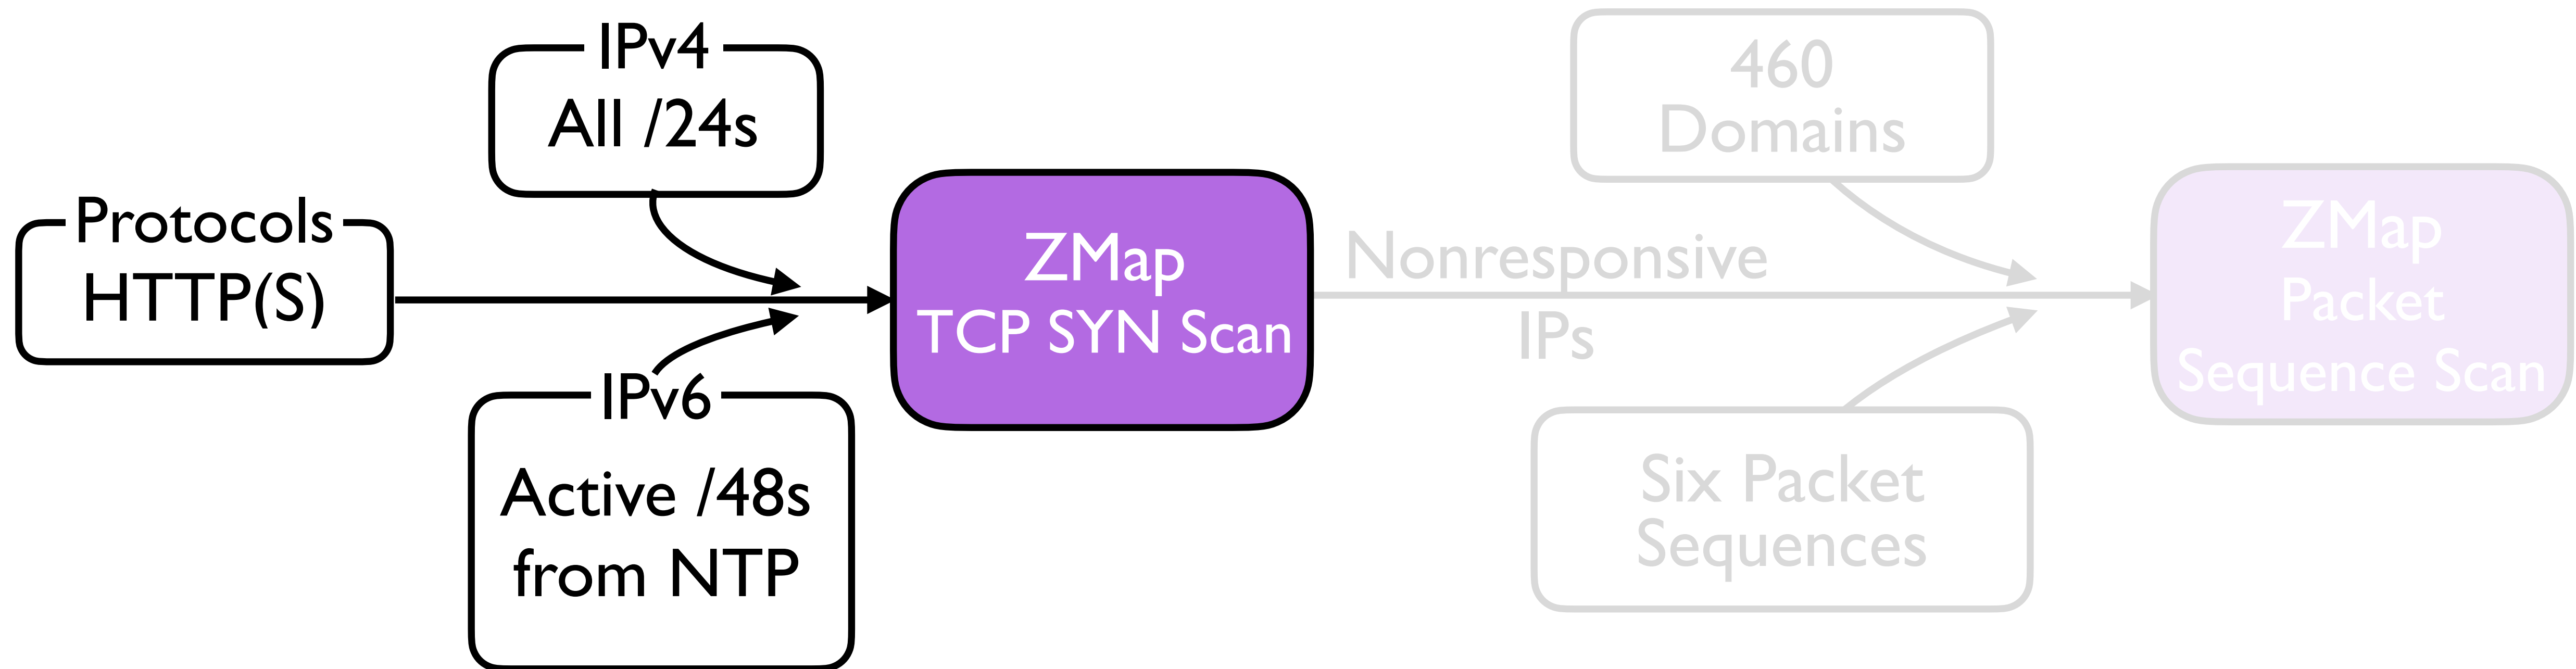 Protocols
HTTP(S)
IPv4
All /24s
IPv6
Active /48s
from NTP
ZMap
TCP SYN Scan
Nonresponsive
IPs
460
Domains
Six Packet
Sequences
ZMap
Packet
Sequence Scan